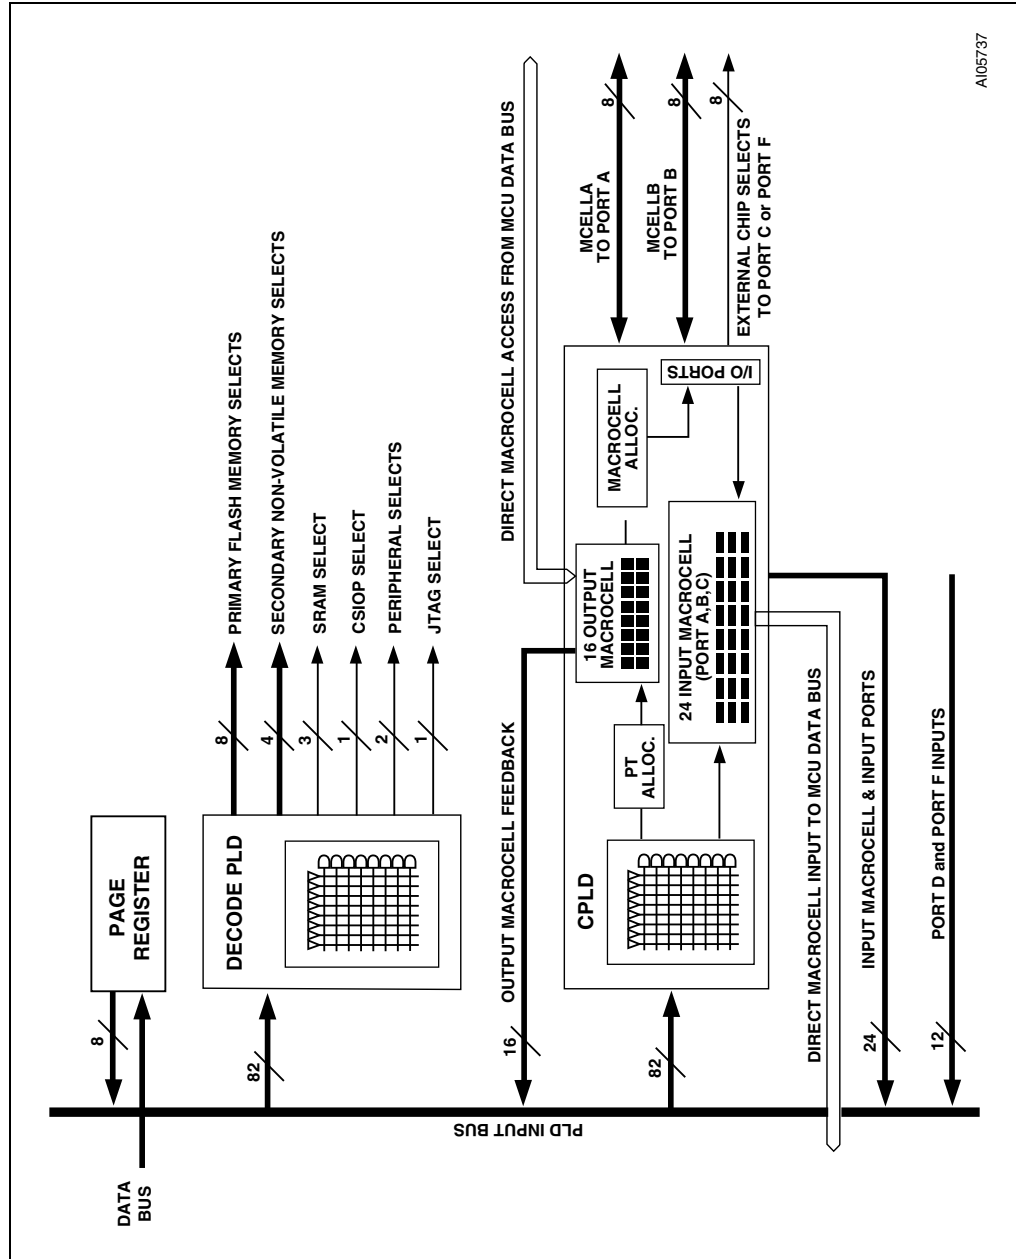 AI05737
DATA
BUS
8
PAGE
REGISTER
PLD INPUT BUS
82
DECODE PLD
8
PRIMARY FLASH MEMORY SELECTS
4
SECONDARY NON-VOLATILE MEMORY SELECTS
3
SRAM SELECT
1
CSIOP SELECT
2
PERIPHERAL SELECTS
1
JTAG SELECT
16
OUTPUT MACROCELL FEEDBACK
DIRECT MACROCELL ACCESS FROM MCU DATA BUS
82
CPLD
PT
ALLOC.
16 OUTPUT
MACROCELL
MACROCELL
ALLOC.
I/O PORTS
24 INPUT MACROCELL
(PORT A,B,C)
MCELLA
TO PORT A
8
MCELLB
TO PORT B
8
EXTERNAL CHIP SELECTS
TO PORT C or PORT F
8
DIRECT MACROCELL INPUT TO MCU DATA BUS
24
INPUT MACROCELL & INPUT PORTS
12
PORT D and PORT F INPUTS